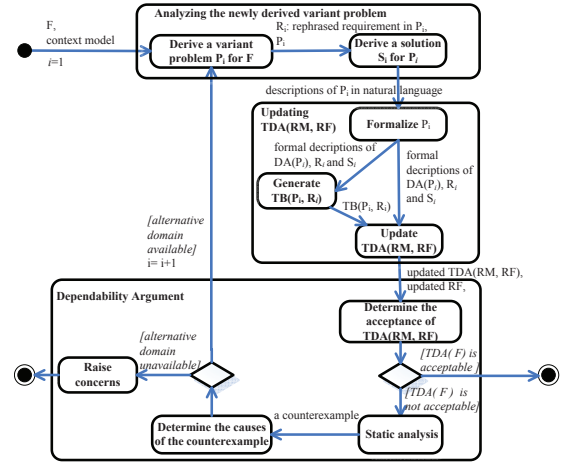 Analyzing the newly derived variant problem
F,
context model
i=1
Derive a variant
problem Pi for F
Ri: rephrased requirement in Pi,
Pi
Derive a solution
Si for Pi
descriptions of Pi in natural language
Updating
TDA(RM, RF)
Formalize Pi
formal decriptions of
DA(Pi), Ri and Si
formal
decriptions of
DA(Pi), Ri
and Si
Generate
TB(Pi, Ri)
TB(Pi, Ri)
Update
TDA(RM, RF)
[alternative
domain
available]
i= i+1
updated TDA(RM, RF),
updated RF,
Dependability Argument
Determine the
acceptance of
TDA(RM, RF)
[alternative
domain
unavailable]
[TDA( F) is
acceptable ]
Raise
concerns
[TDA( F ) is
not acceptable]
a counterexample
Determine the causes
of the counterexample
Static analysis